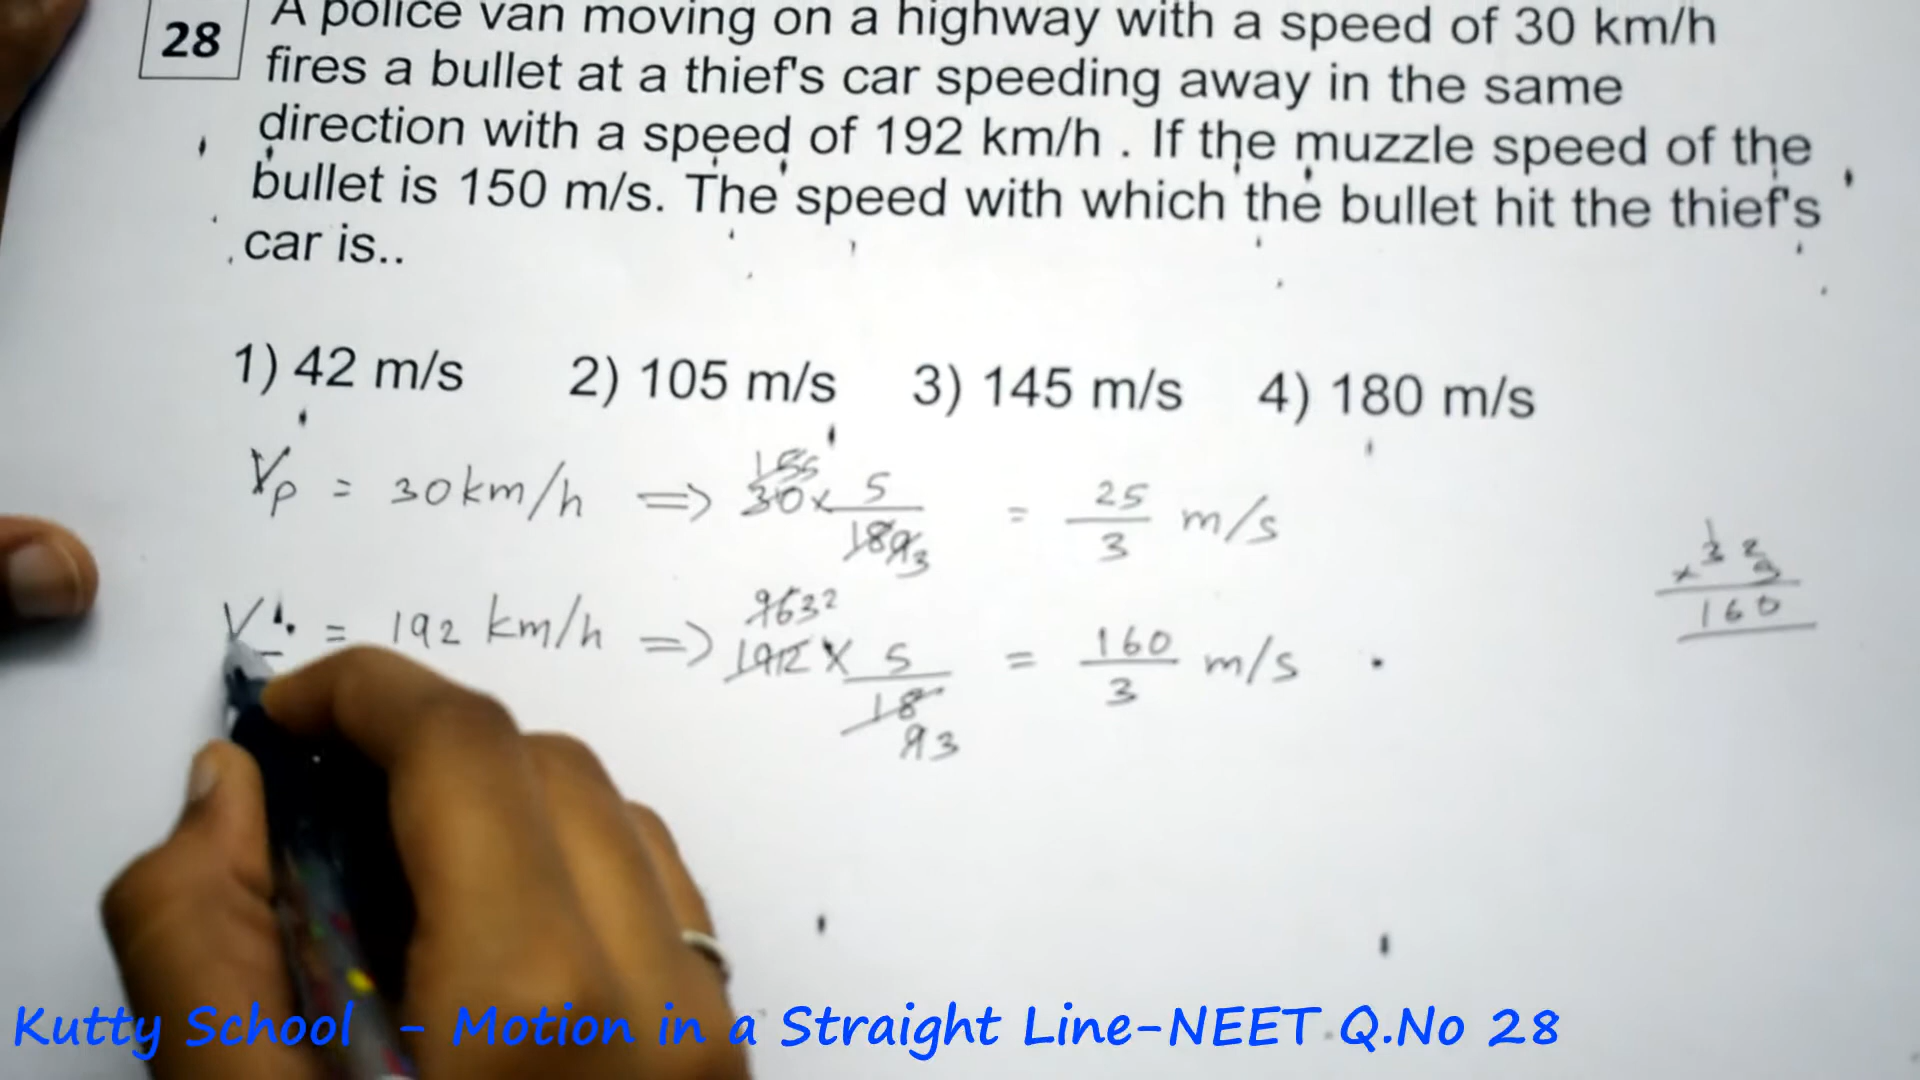 28
A police van moving on a highway with a speed of 30 km/h
fires a bullet at a thief's car speeding away in the same
direction with a speed of 192 km/h . If the muzzle speed of the
bullet is 150 m/s. The speed with which the bullet hit the thief's
car is..
1) 42 m/s 2) 105 m/s 3) 145 m/s 4) 180 m/s
Vp = 30 km/h => 30 x 5/18 = 25/3 m/s
V = 192 km/h => 192 x 5/18 = 160/3 m/s
160
Kutty School - Motion in a Straight Line-NEET Q.No 28